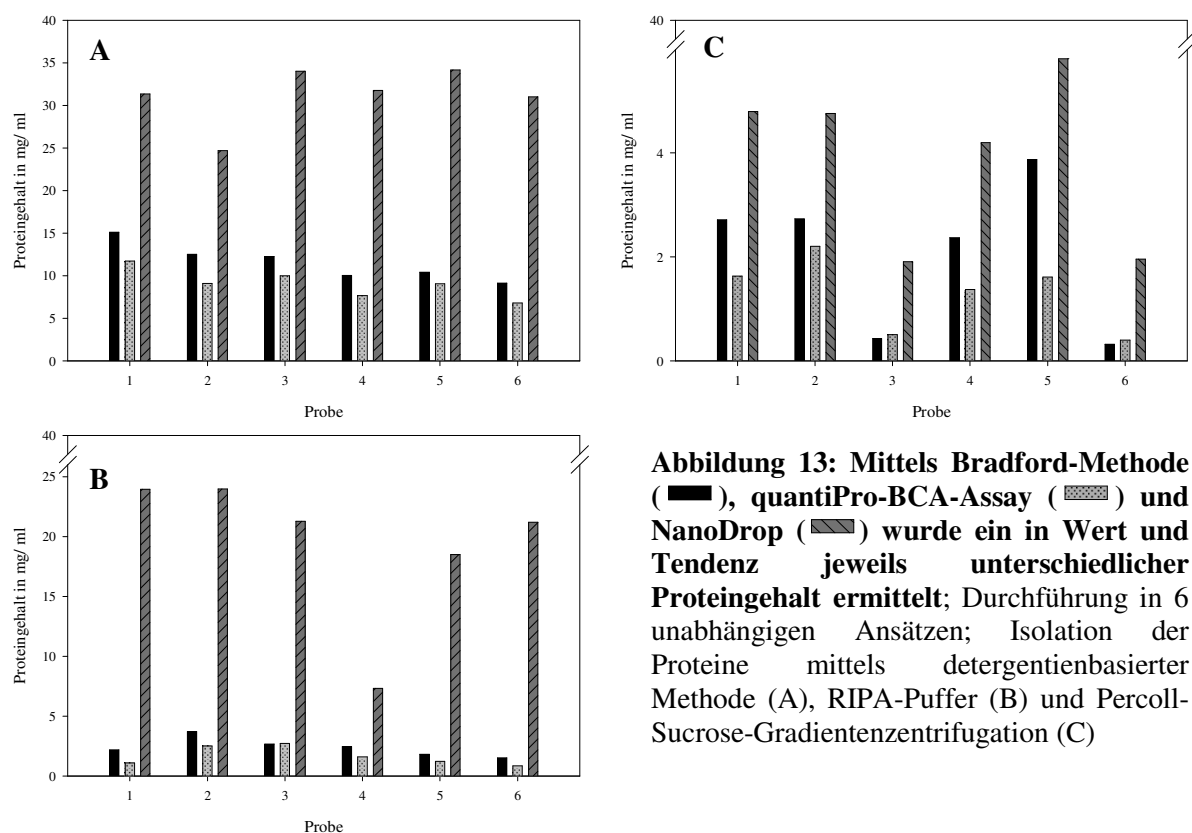 A
Proteingehalt in mg/ ml
40
35
30
25
20
15
10
5
0
1 2 3 4 5 6
Probe
C
Proteingehalt in mg/ ml
40
4
2
0
1 2 3 4 5 6
Probe
B
Proteingehalt in mg/ ml
40
25
20
15
10
5
0
1 2 3 4 5 6
Probe
Abbildung 13: Mittels Bradford-Methode
( ), quantiPro-BCA-Assay ( ) und
NanoDrop ( ) wurde ein in Wert und
Tendenz jeweils unterschiedlicher
Proteingehalt ermittelt; Durchführung in 6
unabhängigen Ansätzen; Isolation der
Proteine mittels detergentienbasierter
Methode (A), RIPA-Puffer (B) und Percoll-
Sucrose-Gradientenzentrifugation (C)